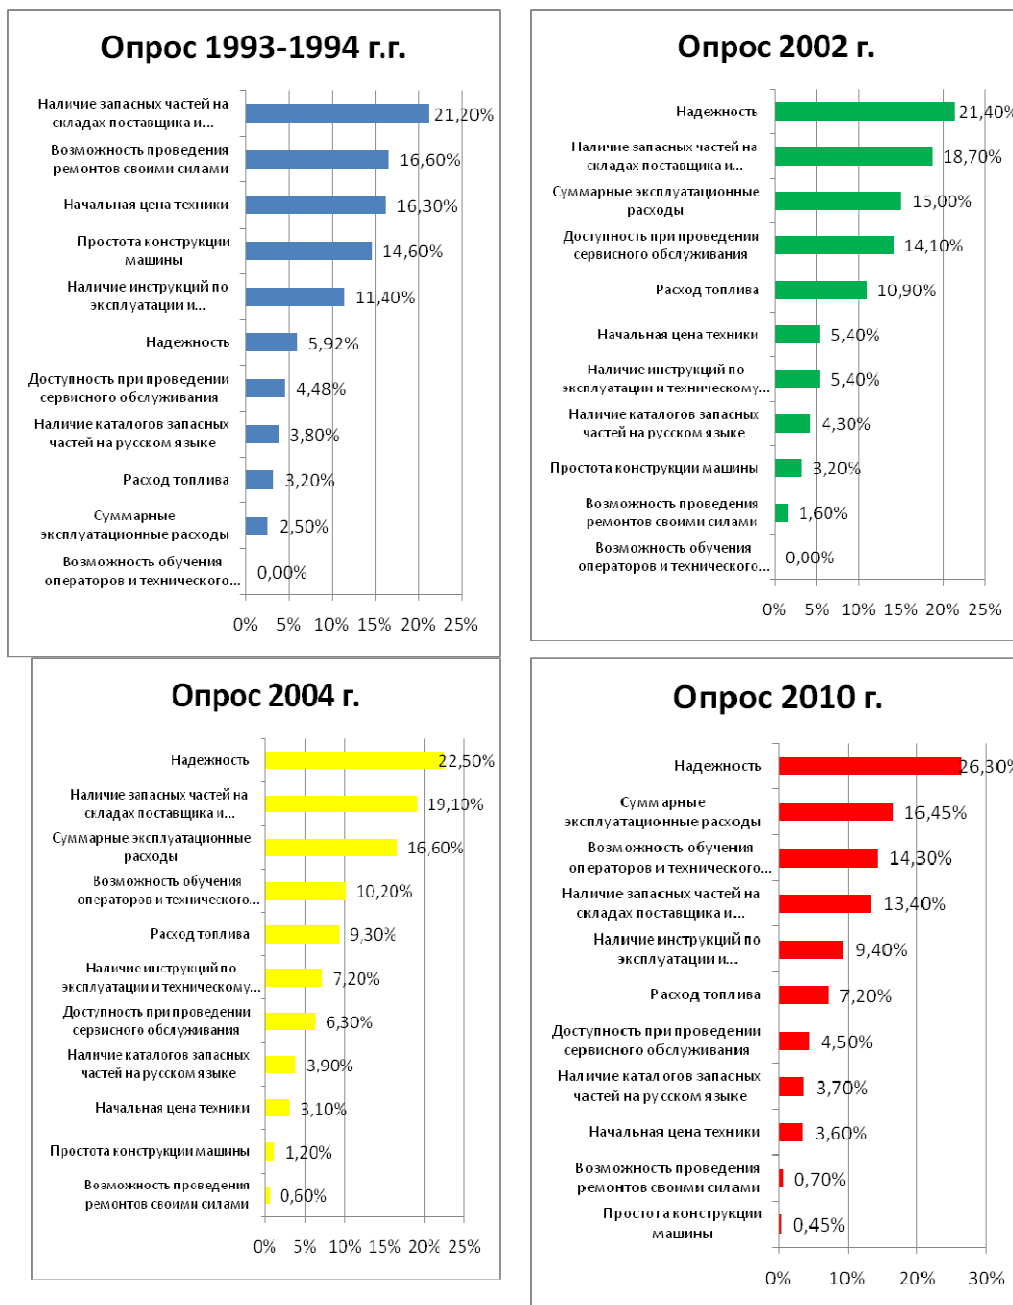 Опрос 1993-1994 г.г.
Наличие запасных частей на
складах поставщика и...
21,20%
Возможность проведения
ремонтов своими силами
16,60%
Начальная цена техники
16,30%
Простота конструкции
машины
14,60%
Наличие инструкций по
эксплуатации и...
11,40%
Надежность
5,92%
Доступность при проведении
сервисного обслуживания
4,48%
Наличие каталогов запасных
частей на русском языке
3,80%
Расход топлива
3,20%
Суммарные
эксплуатационные расходы
2,50%
Возможность обучения
операторов и технического...
0,00%
0% 5% 10% 15% 20% 25%
Опрос 2002 г.
Надежность
21,40%
Наличие запасных частей на
складах поставщика и...
18,70%
Суммарные эксплуатационные
расходы
15,00%
Доступность при проведении
сервисного обслуживания
14,10%
Расход топлива
10,90%
Начальная цена техники
5,40%
Наличие инструкций по
эксплуатации и техническому...
5,40%
Наличие каталогов запасных
частей на русском языке
4,30%
Простота конструкции машины
3,20%
Возможность проведения
ремонтов своими силами
1,60%
Возможность обучения
операторов и технического...
0,00%
0% 5% 10% 15% 20% 25%
Опрос 2004 г.
Надежность
22,50%
Наличие запасных частей на
складах поставщика и...
19,10%
Суммарные эксплуатационные
расходы
16,60%
Возможность обучения
операторов и технического...
10,20%
Расход топлива
9,30%
Наличие инструкций по
эксплуатации и техническому...
7,20%
Доступность при проведении
сервисного обслуживания
6,30%
Наличие каталогов запасных
частей на русском языке
3,90%
Начальная цена техники
3,10%
Простота конструкции машины
1,20%
Возможность проведения
ремонтов своими силами
0,60%
0% 5% 10% 15% 20% 25%
Опрос 2010 г.
Надежность
26,30%
Суммарные
эксплуатационные расходы
16,45%
Возможность обучения
операторов и технического...
14,30%
Наличие запасных частей на
складах поставщика и...
13,40%
Наличие инструкций по
эксплуатации и...
9,40%
Расход топлива
7,20%
Доступность при проведении
сервисного обслуживания
4,50%
Наличие каталогов запасных
частей на русском языке
3,70%
Начальная цена техники
3,60%
Возможность проведения
ремонтов своими силами
0,70%
Простота конструкции
машины
0,45%
0% 10% 20% 30%